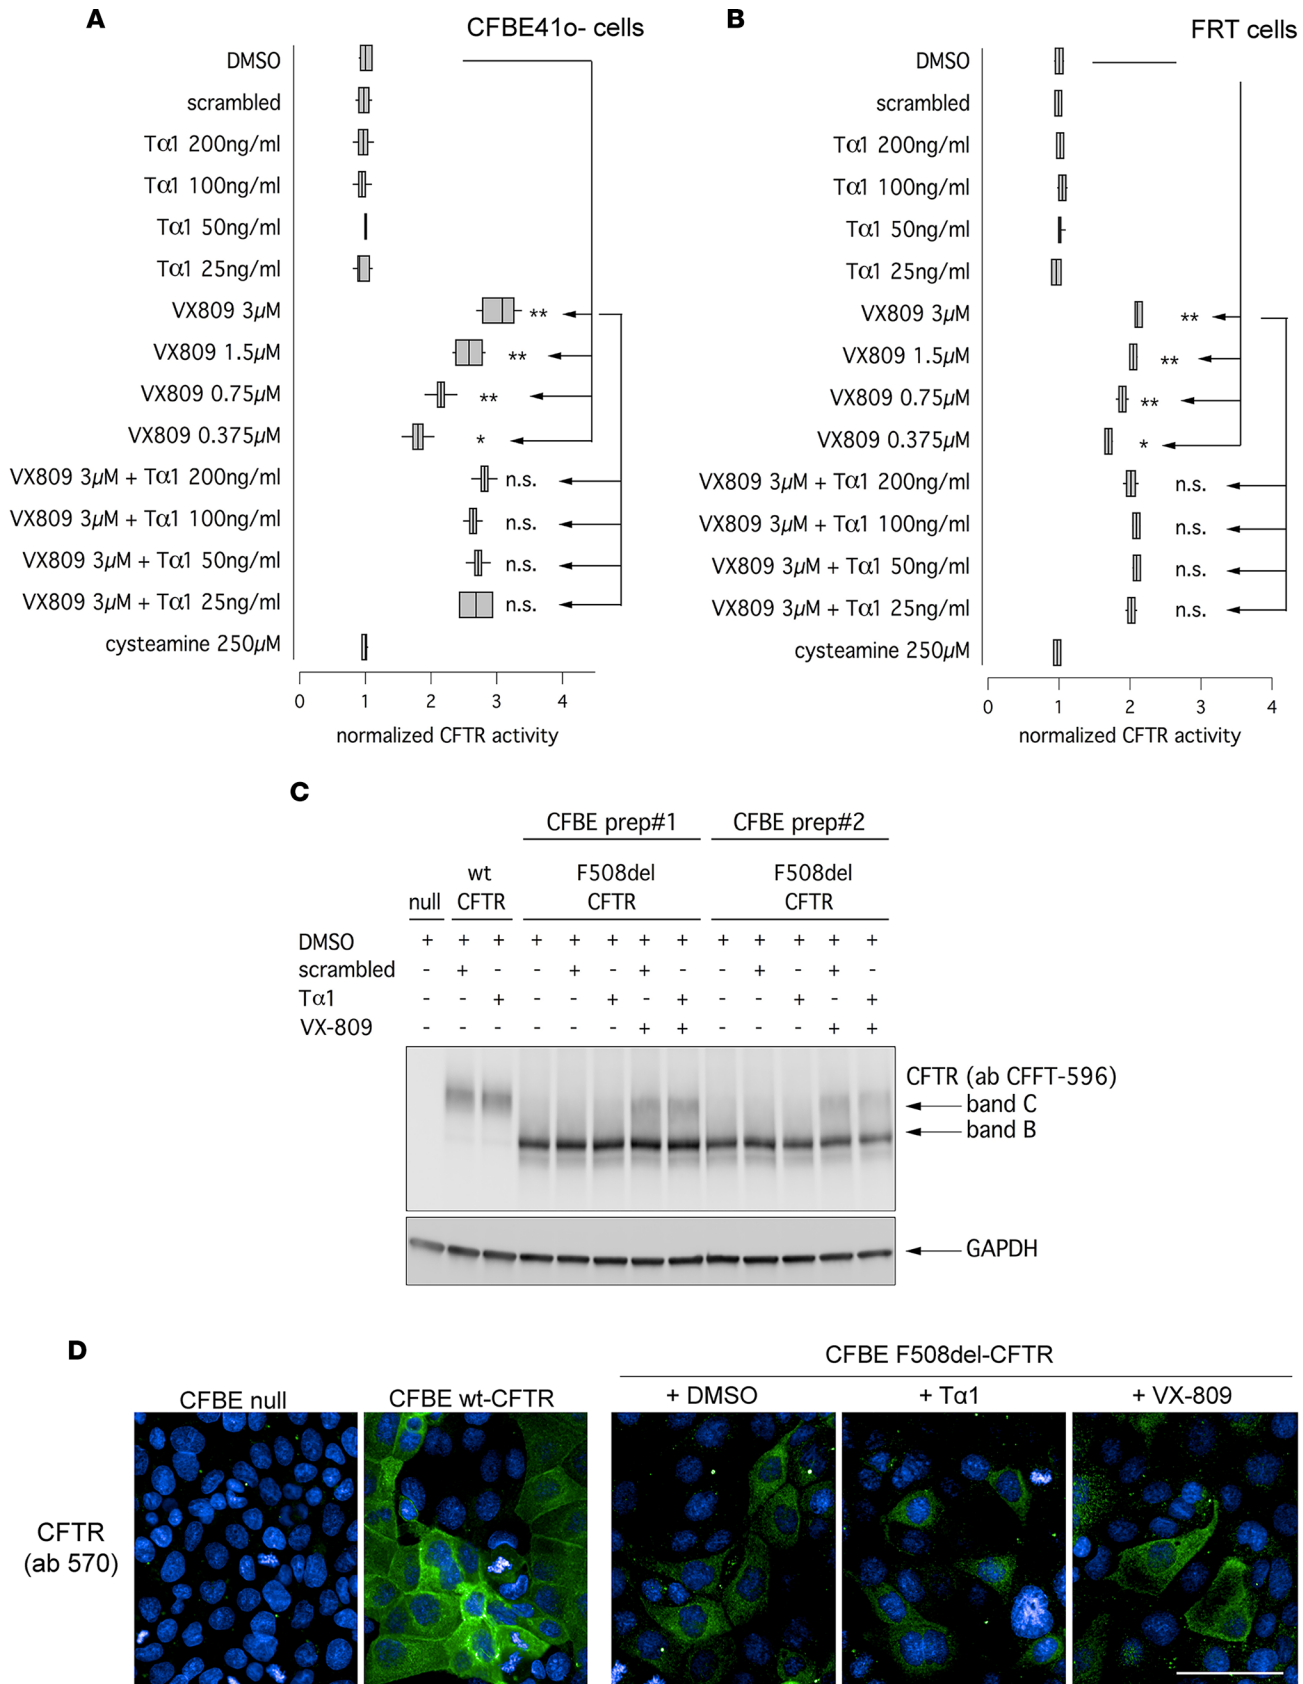 A
CFBE41o- cells
DMSO
scrambled
Tα1 200ng/ml
Tα1 100ng/ml
Tα1 50ng/ml
Tα1 25ng/ml
VX809 3µM **
VX809 1.5µM **
VX809 0.75µM **
VX809 0.375µM *
VX809 3µM + Tα1 200ng/ml n.s.
VX809 3µM + Tα1 100ng/ml n.s.
VX809 3µM + Tα1 50ng/ml n.s.
VX809 3µM + Tα1 25ng/ml n.s.
cysteamine 250µM
0 1 2 3 4
normalized CFTR activity
B
FRT cells
DMSO
scrambled
Tα1 200ng/ml
Tα1 100ng/ml
Tα1 50ng/ml
Tα1 25ng/ml
VX809 3µM **
VX809 1.5µM **
VX809 0.75µM **
VX809 0.375µM *
VX809 3µM + Tα1 200ng/ml n.s.
VX809 3µM + Tα1 100ng/ml n.s.
VX809 3µM + Tα1 50ng/ml n.s.
VX809 3µM + Tα1 25ng/ml n.s.
cysteamine 250µM
0 1 2 3 4
normalized CFTR activity
C
CFBE prep#1 CFBE prep#2
wt F508del F508del
null CFTR CFTR CFTR
DMSO + + + + + + + + + + + + +
scrambled - + - - + - + - - + - + -
Tα1 - - + - - + - + - - + - +
VX-809 - - - - - - + + - - - + +
CFTR (ab CFFT-596)
band C
band B
GAPDH
D
CFBE F508del-CFTR
CFBE null CFBE wt-CFTR + DMSO + Tα1 + VX-809
CFTR
(ab 570)